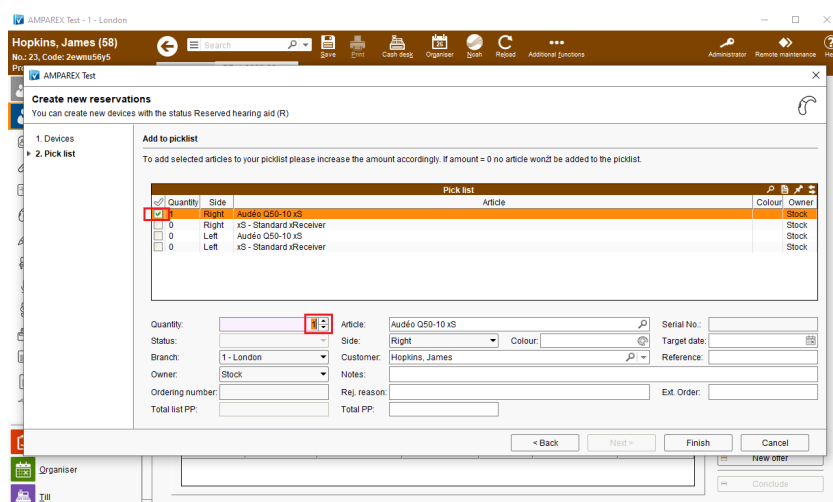 AMPAREX Test - 1 - London
Hopkins, James (58)
No.: 23, Code: 2ewnu56y5
Search
Save
Print
Cash desk
Organiser
Noah
Reload
Additional functions
Administrator
Remote maintenance
He
Pr
AMPAREX Test
Create new reservations
You can create new devices with the status Reserved hearing aid (R)
1. Devices
2. Pick list
Add to picklist
To add selected articles to your picklist please increase the amount accordingly. If amount = 0 no article won2t be added to the picklist.
Pick list
Quantity Side Article Colour Owner
1 Right Audéo Q50-10 xS Stock
0 Right xS - Standard xReceiver Stock
0 Left Audéo Q50-10 xS Stock
0 Left xS - Standard xReceiver Stock
Quantity: 1 Article: Audéo Q50-10 xS Serial No.:
Status: Side: Right Colour: Target date:
Branch: 1 - London Customer: Hopkins, James Reference:
Owner: Stock Notes:
Ordering number: Rej. reason: Ext. Order:
Total list PP: Total PP:
< Back Next > Finish Cancel
Organiser
New offer
Till
Conclude